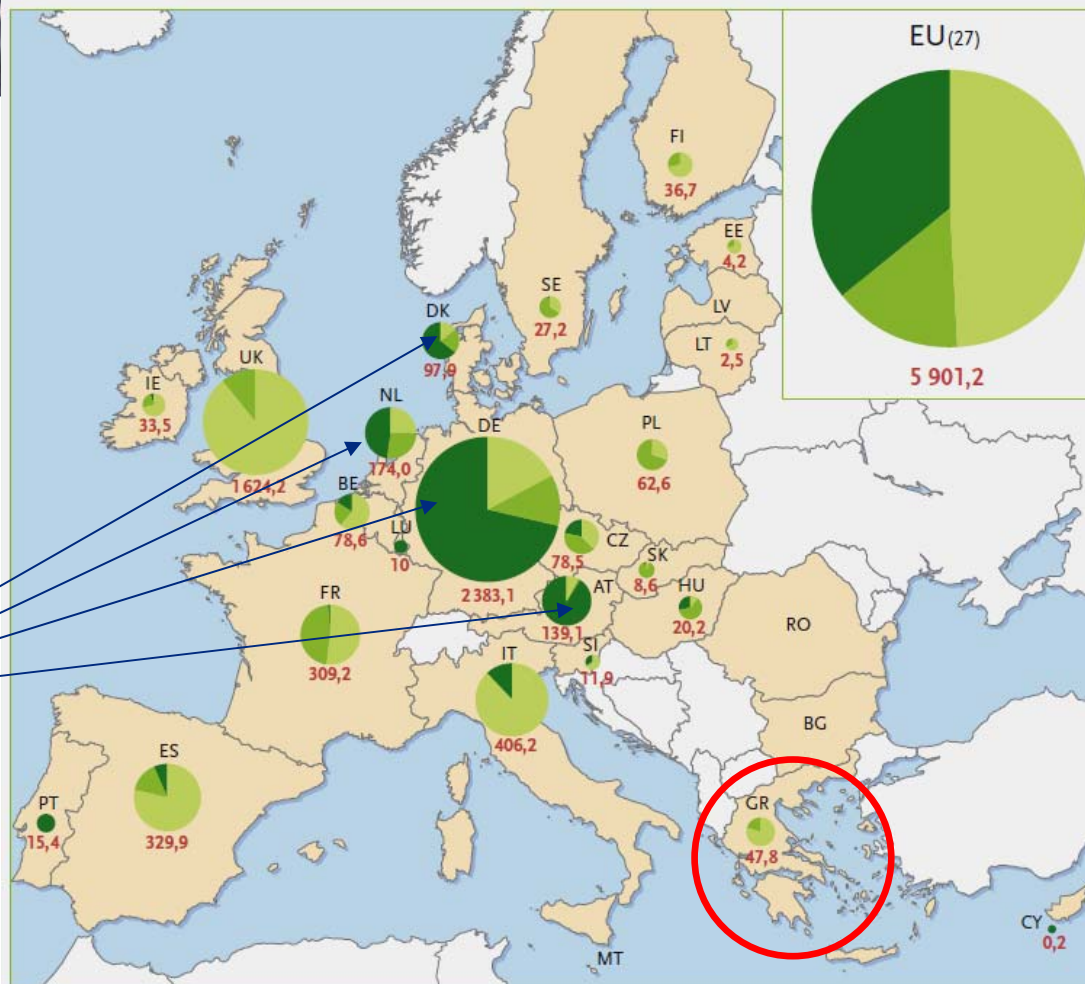 EU(27)
5 901,2
FI
36,7
EE
4,2
SE
27,2
LV
LT
2,5
DK
97,9
UK
1 624,2
IE
33,5
NL
174,0
DE
2 383,1
PL
62,6
BE
78,6
LU
10
CZ
78,5
SK
8,6
AT
139,1
HU
20,2
RO
FR
309,2
SI
11,9
IT
406,2
BG
ES
329,9
PT
15,4
GR
47,8
CY
0,2
MT